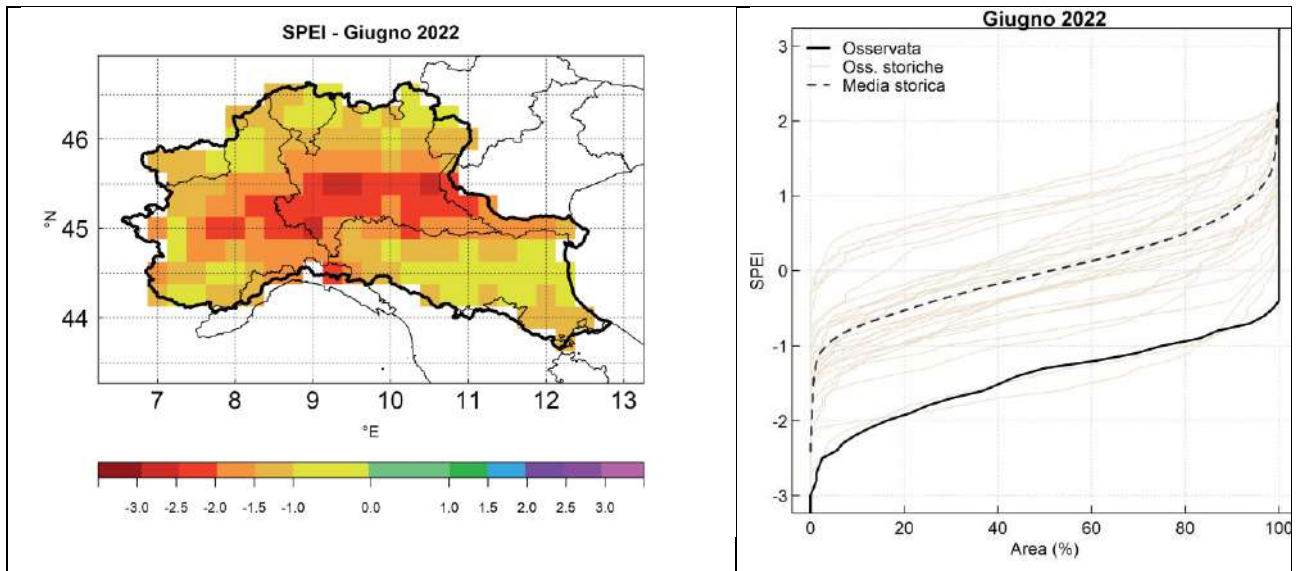 SPEI - Giugno 2022
46
45
44
°N
7 8 9 10 11 12 13
°E
-3.0 -2.5 -2.0 -1.5 -1.0 0.0 1.0 1.5 2.0 2.5 3.0
Giugno 2022
Osservata
Oss. storiche
Media storica
3
2
1
0
-1
-2
-3
SPEI
0 20 40 60 80 100
Area (%)